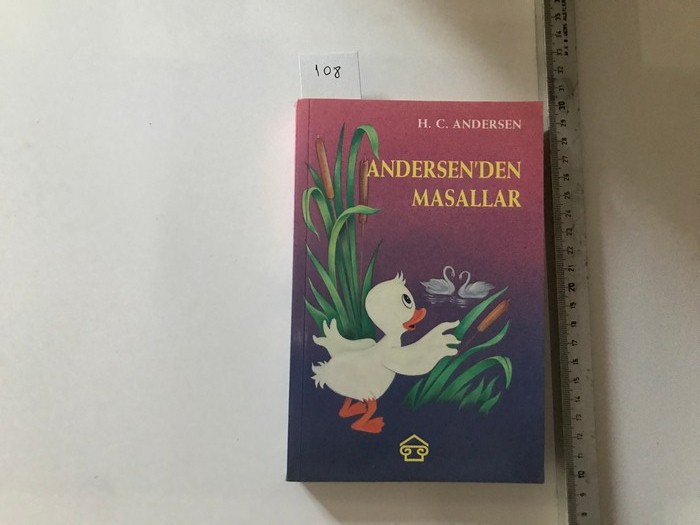 108
H. C. ANDERSEN
ANDERSEN'DEN
MASALLAR